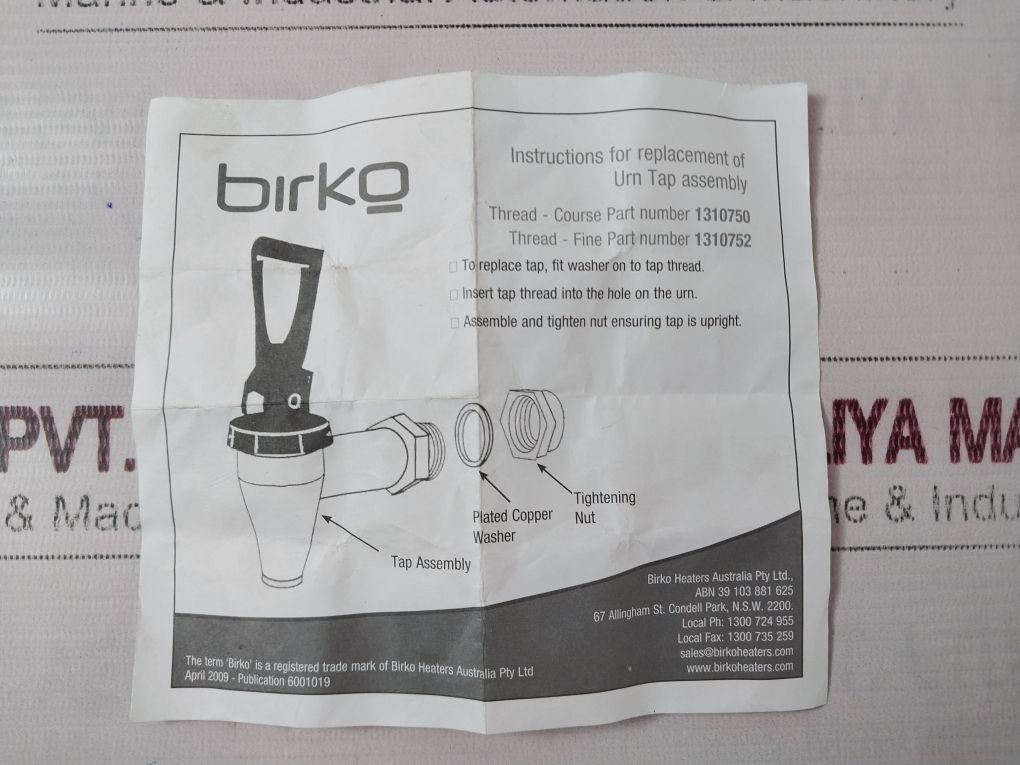 birko
Instructions for replacement of
Urn Tap assembly
Thread - Course Part number 1310750
Thread - Fine Part number 1310752
To replace tap, fit washer on to tap thread.
Insert tap thread into the hole on the urn.
Assemble and tighten nut ensuring tap is upright.
Tightening
Nut
Plated Copper
Washer
Tap Assembly
Birko Heaters Australia Pty Ltd.,
ABN 39 103 881 625
67 Allingham St. Condell Park, N.S.W. 2200.
Local Ph: 1300 724 955
Local Fax: 1300 735 259
sales@birkoheaters.com
www.birkoheaters.com
The term 'Birko' is a registered trade mark of Birko Heaters Australia Pty Ltd
April 2009 - Publication 6001019
PVT.
LIYA MA
& Mac
ne & Indu